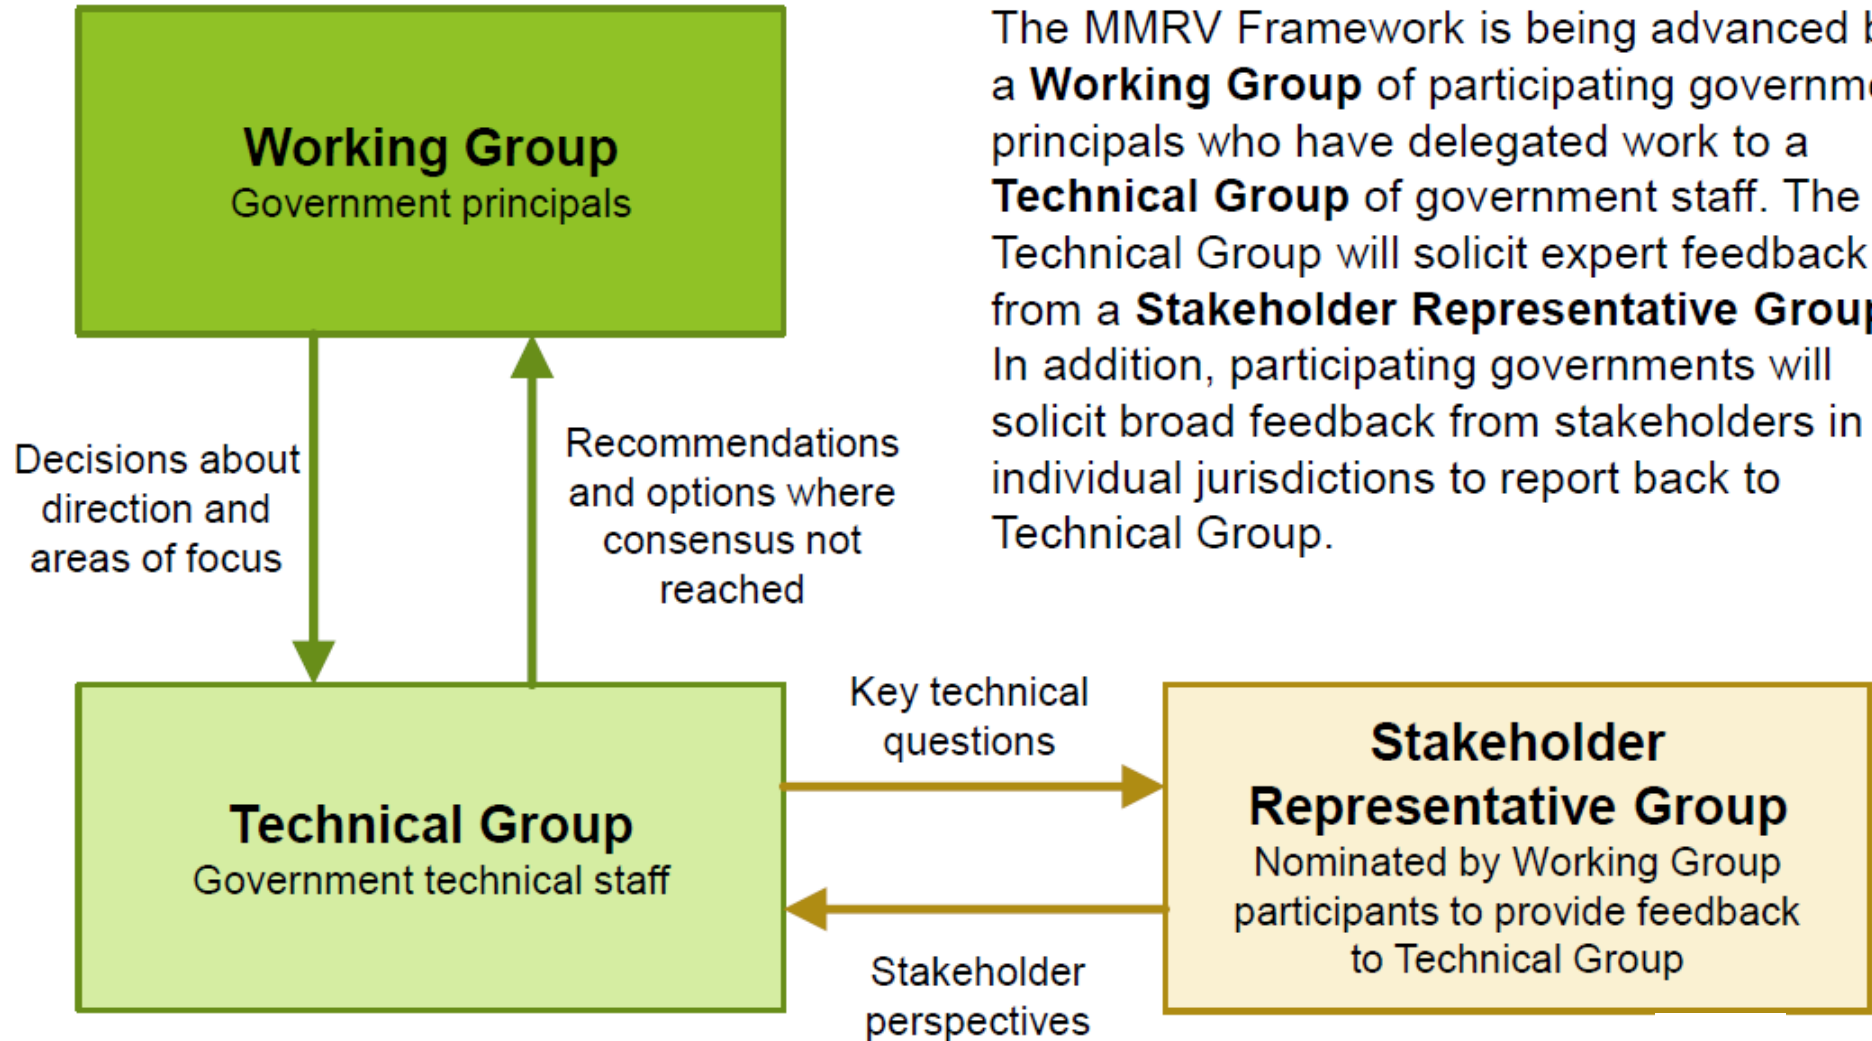 Working Group
Government principals
The MMRV Framework is being advanced
a Working Group of participating governme
principals who have delegated work to a
Technical Group of government staff. The
Technical Group will solicit expert feedback
from a Stakeholder Representative Group
In addition, participating governments will
solicit broad feedback from stakeholders in
individual jurisdictions to report back to
Technical Group.
Decisions about
direction and
areas of focus
Recommendations
and options where
consensus not
reached
Technical Group
Government technical staff
Key technical
questions
Stakeholder
perspectives
Stakeholder
Representative Group
Nominated by Working Group
participants to provide feedback
to Technical Group